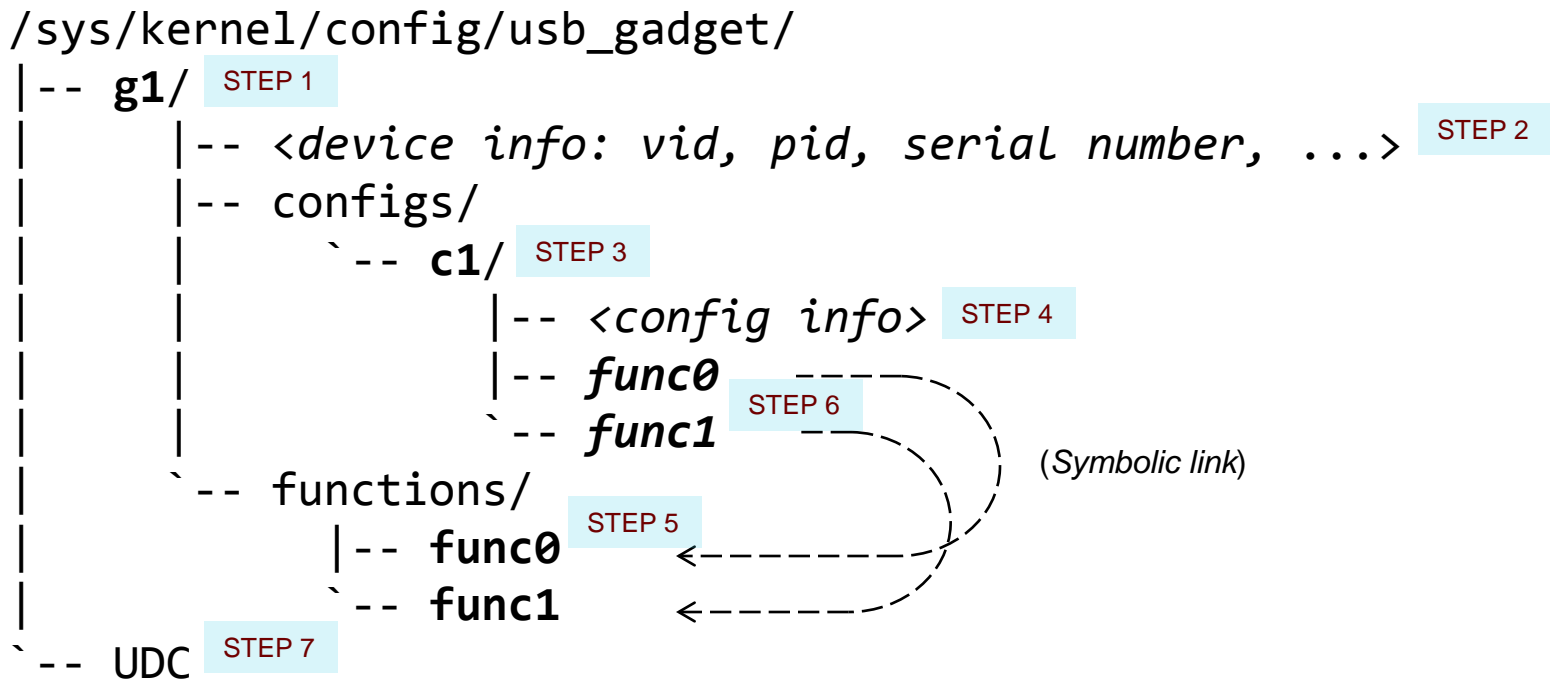 /sys/kernel/config/usb_gadget/
|-- g1/ STEP 1
|       |-- <device info: vid, pid, serial number, ...> STEP 2
|       |-- configs/
|       |       `-- c1/ STEP 3
|       |               |-- <config info> STEP 4
|       |               |-- func0
|       |               `-- func1 STEP 6
(Symbolic link)
|       `-- functions/
|               |-- func0 STEP 5
|               `-- func1
`-- UDC STEP 7